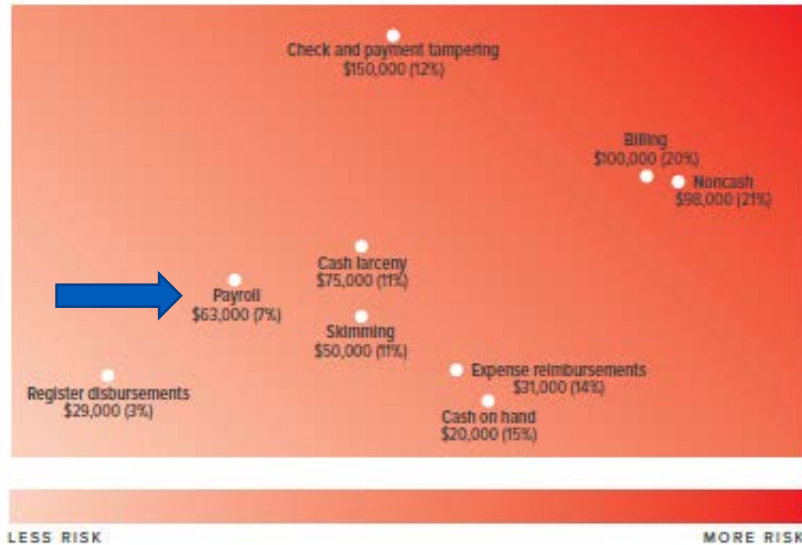 Check and payment tampering
$150,000 (12%)
Billing
$100,000 (20%)
Noncash
$98,000 (21%)
Cash larceny
$75,000 (11%)
Payroll
$63,000 (7%)
Skimming
$50,000 (11%)
Expense reimbursements
$31,000 (14%)
Register disbursements
$29,000 (3%)
Cash on hand
$20,000 (15%)
LESS RISK
MORE RISK